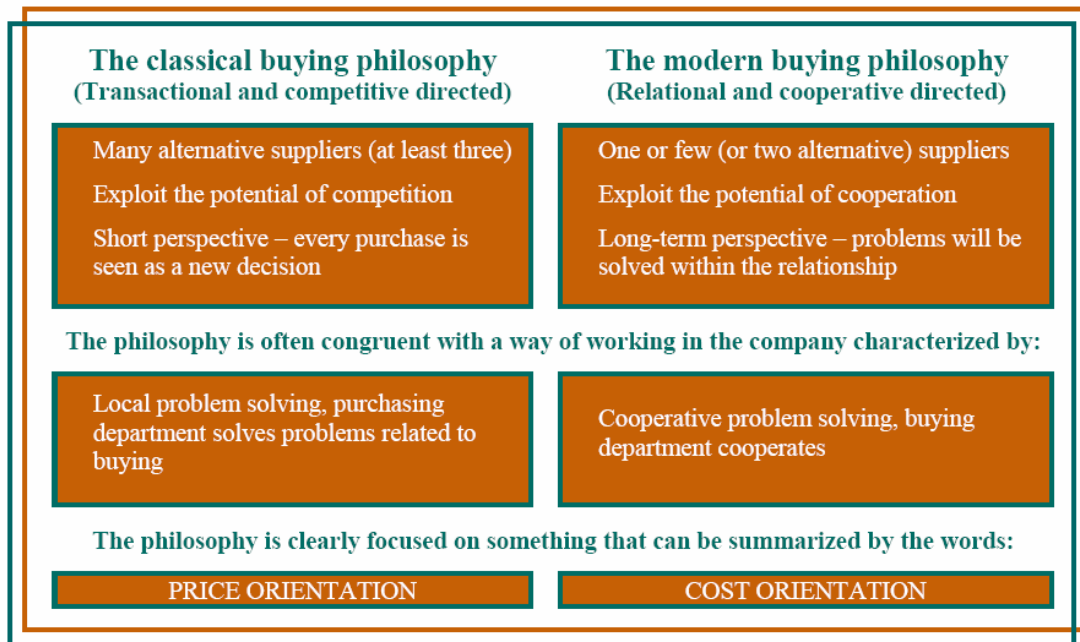 The classical buying philosophy
(Transactional and competitive directed)
Many alternative suppliers (at least three)
Exploit the potential of competition
Short perspective – every purchase is
seen as a new decision
The modern buying philosophy
(Relational and cooperative directed)
One or few (or two alternative) suppliers
Exploit the potential of cooperation
Long-term perspective – problems will be
solved within the relationship
The philosophy is often congruent with a way of working in the company characterized by:
Local problem solving, purchasing
department solves problems related to
buying
Cooperative problem solving, buying
department cooperates
The philosophy is clearly focused on something that can be summarized by the words:
PRICE ORIENTATION
COST ORIENTATION